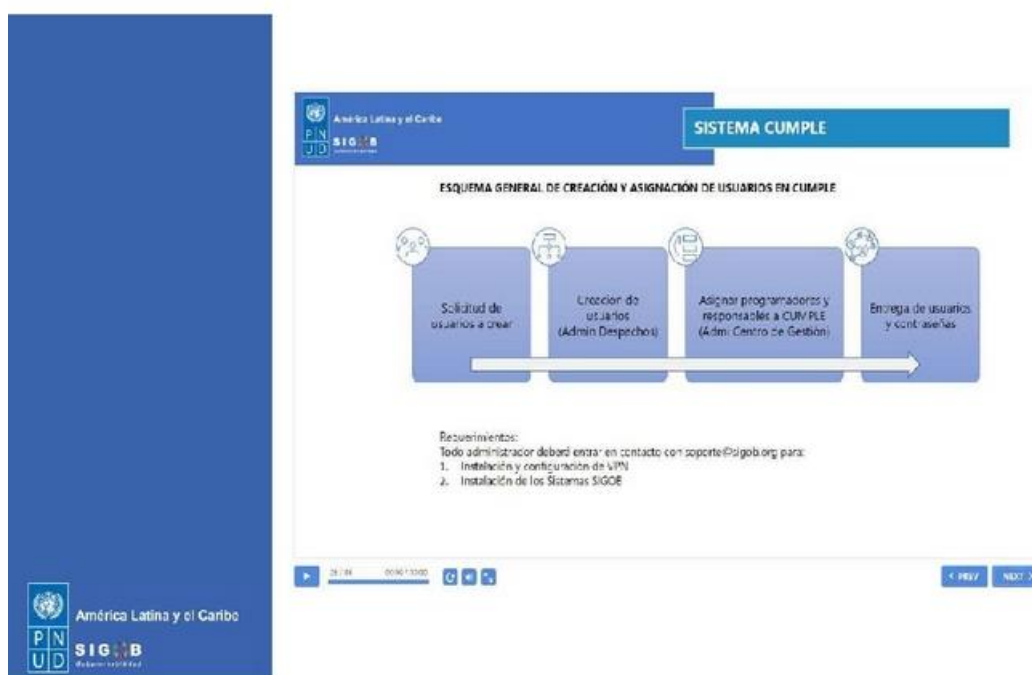 América Latina y el Caribe
PNUD
SIGOB
SISTEMA CUMPLE
ESQUEMA GENERAL DE CREACIÓN Y ASIGNACIÓN DE USUARIOS EN CUMPLE
Solicitud de
usuarios a crear
Creación de
usuarios
(Admin Despachos)
Asignar programadores y
responsables a CUMPLE
(Admi Centro de Gestión)
Entrega de usuarios
y contraseñas
Requerimientos:
Todo administrador deberá entrar en contacto con soporte@sigob.org para:
1. Instalación y configuración de VPN
2. Instalación de los Sistemas SIGOB
< PREV
NEXT >
América Latina y el Caribe
PNUD
SIGOB